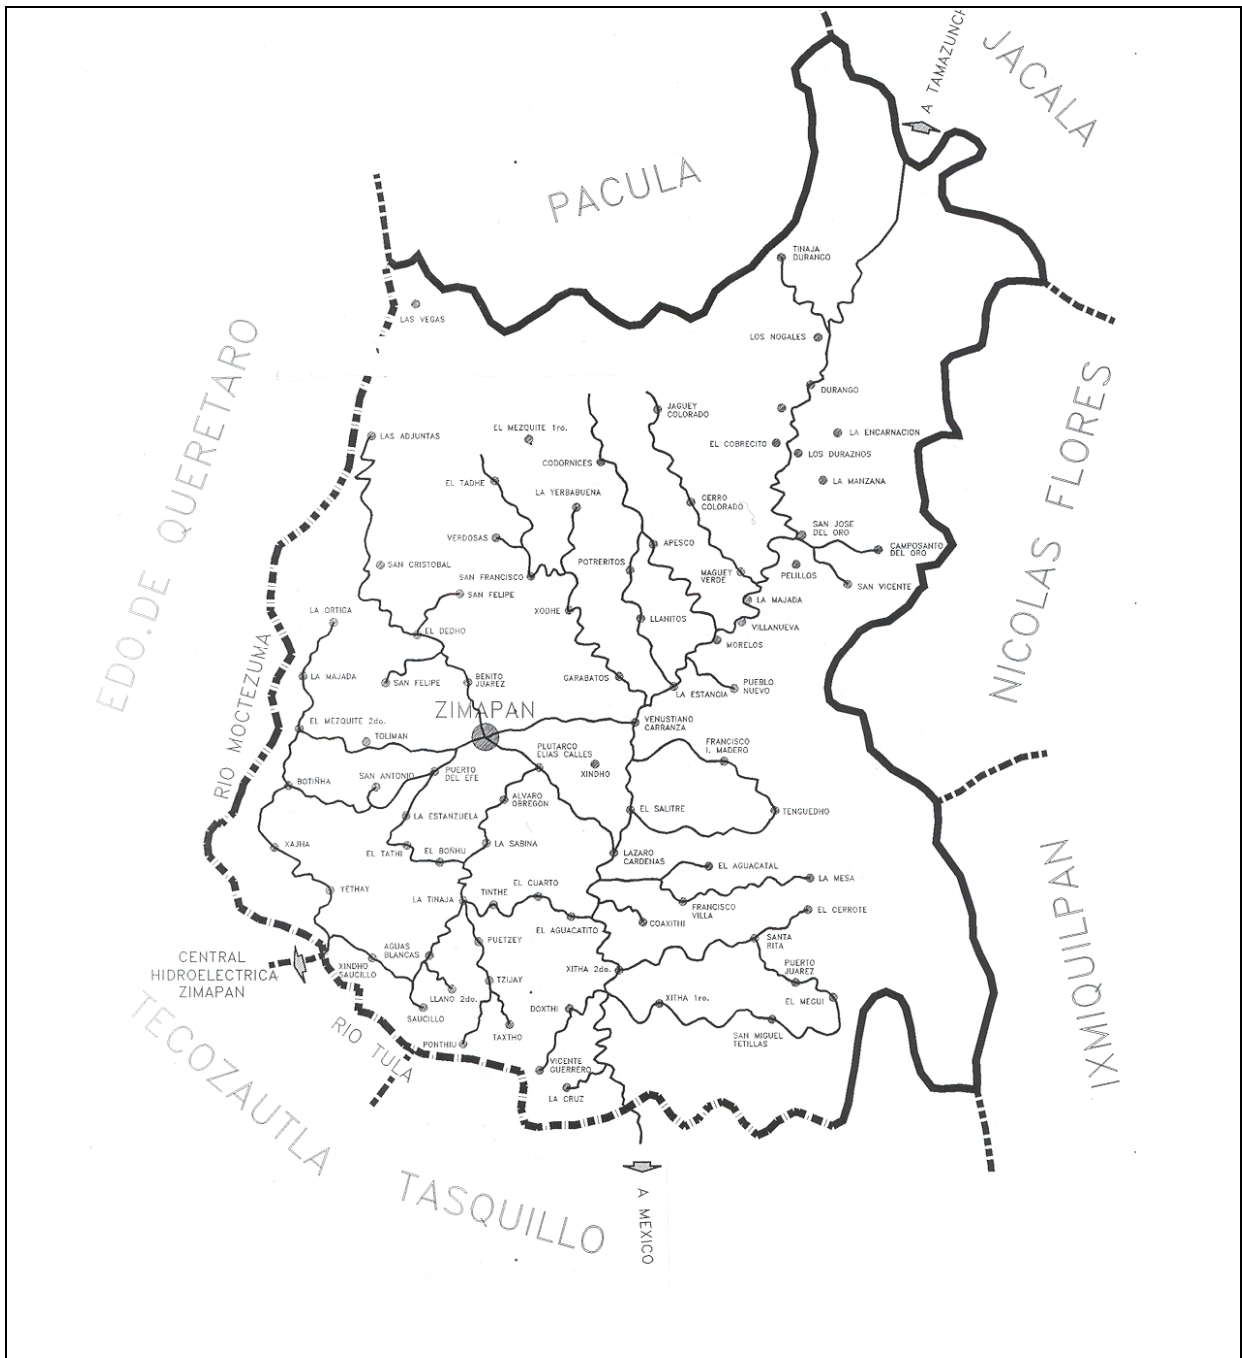 JACALA
A TAMAZUNCH
PACULA
TINAJA
DURANGO
LAS VEGAS
LOS NOGALES
EDO. DE QUERETARO
NICOLAS FLORES
DURANGO
JAGUEY
COLORADO
LAS ADJUNTAS
EL MEZQUITE 1ro.
EL COBRECITO
LA ENCARNACION
LOS DURAZNOS
CODORNICES
EL TADHE
LA YERBABUENA
LA MANZANA
CERRO
COLORADO
SAN JOSE
DEL ORO
VERDOSAS
APESCO
CAMPOSANTO
DEL ORO
SAN CRISTOBAL
POTRERITOS
SAN FRANCISCO
MAGUEY
VERDE
PELILLOS
SAN VICENTE
SAN FELIPE
LA MAJADA
LA ORTIGA
XODHE
LLANITOS
VILLANUEVA
EL DEDHO
MORELOS
RIO MOCTEZUMA
LA MAJADA
SAN FELIPE
BENITO
JUAREZ
GARABATOS
LA ESTANCIA
PUEBLO
NUEVO
ZIMAPAN
EL MEZQUITE 2do.
VENUSTIANO
CARRANZA
TOLIMAN
PLUTARCO
ELIAS CALLES
FRANCISCO
I. MADERO
BOTIÑHA
SAN ANTONIO
PUERTO
DEL EFE
XINDHO
ALVARO
OBREGON
EL SALITRE
TENGUEDHO
LA ESTANZUELA
XAJHA
EL TATHI
EL BOÑHU
LA SABINA
LAZARO
CARDENAS
EL AGUACATAL
LA MESA
YETHAY
LA TINAJA
TINTHE
EL CUARTO
FRANCISCO
VILLA
EL CERROTE
IXMIQUILPAN
EL AGUACATITO
COAXITHI
SANTA
RITA
AGUAS
BLANCAS
PUETZEY
CENTRAL
HIDROELECTRICA
ZIMAPAN
XINDHO
SAUCILLO
XITHA 2do.
PUERTO
JUAREZ
TZIJAY
LLANO 2do.
XITHA 1ro.
EL MEGUI
SAUCILLO
DOXTHI
TECOZAUTLA
RIO TULA
TAXTHO
SAN MIGUEL
TETILLAS
PONTHIU
VICENTE
GUERRERO
LA CRUZ
TASQUILLO
A MEXICO